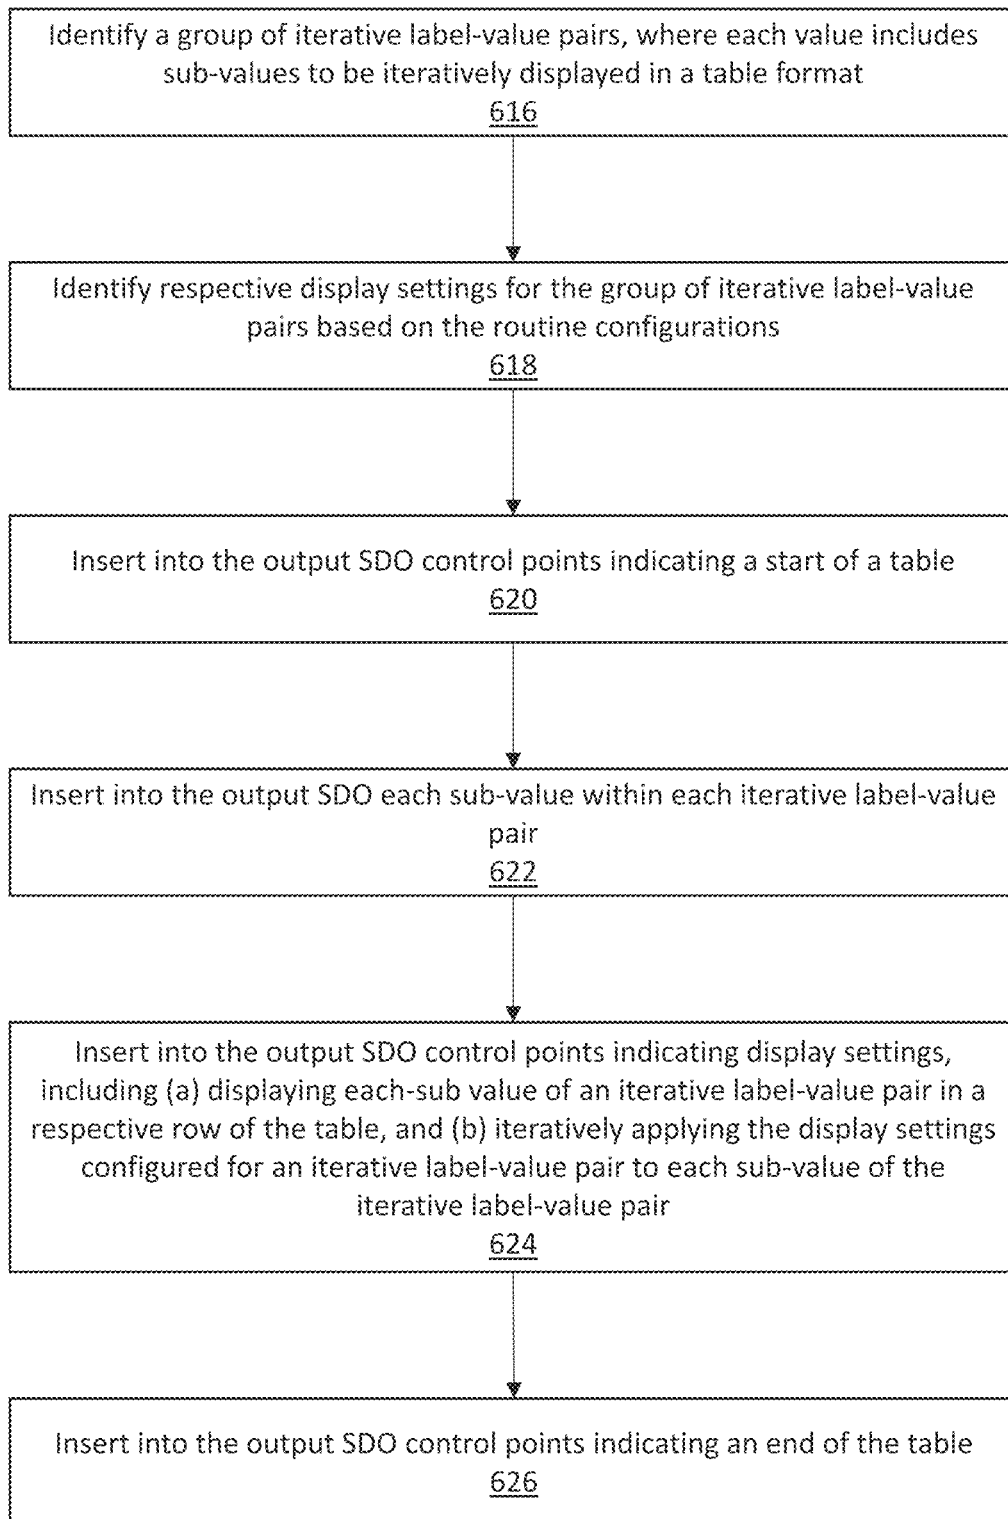 Identify a group of iterative label-value pairs, where each value includes
sub-values to be iteratively displayed in a table format
616
Identify respective display settings for the group of iterative label-value
pairs based on the routine configurations
618
Insert into the output SDO control points indicating a start of a table
620
Insert into the output SDO each sub-value within each iterative label-value
pair
622
Insert into the output SDO control points indicating display settings,
including (a) displaying each-sub value of an iterative label-value pair in a
respective row of the table, and (b) iteratively applying the display settings
configured for an iterative label-value pair to each sub-value of the
iterative label-value pair
624
Insert into the output SDO control points indicating an end of the table
626